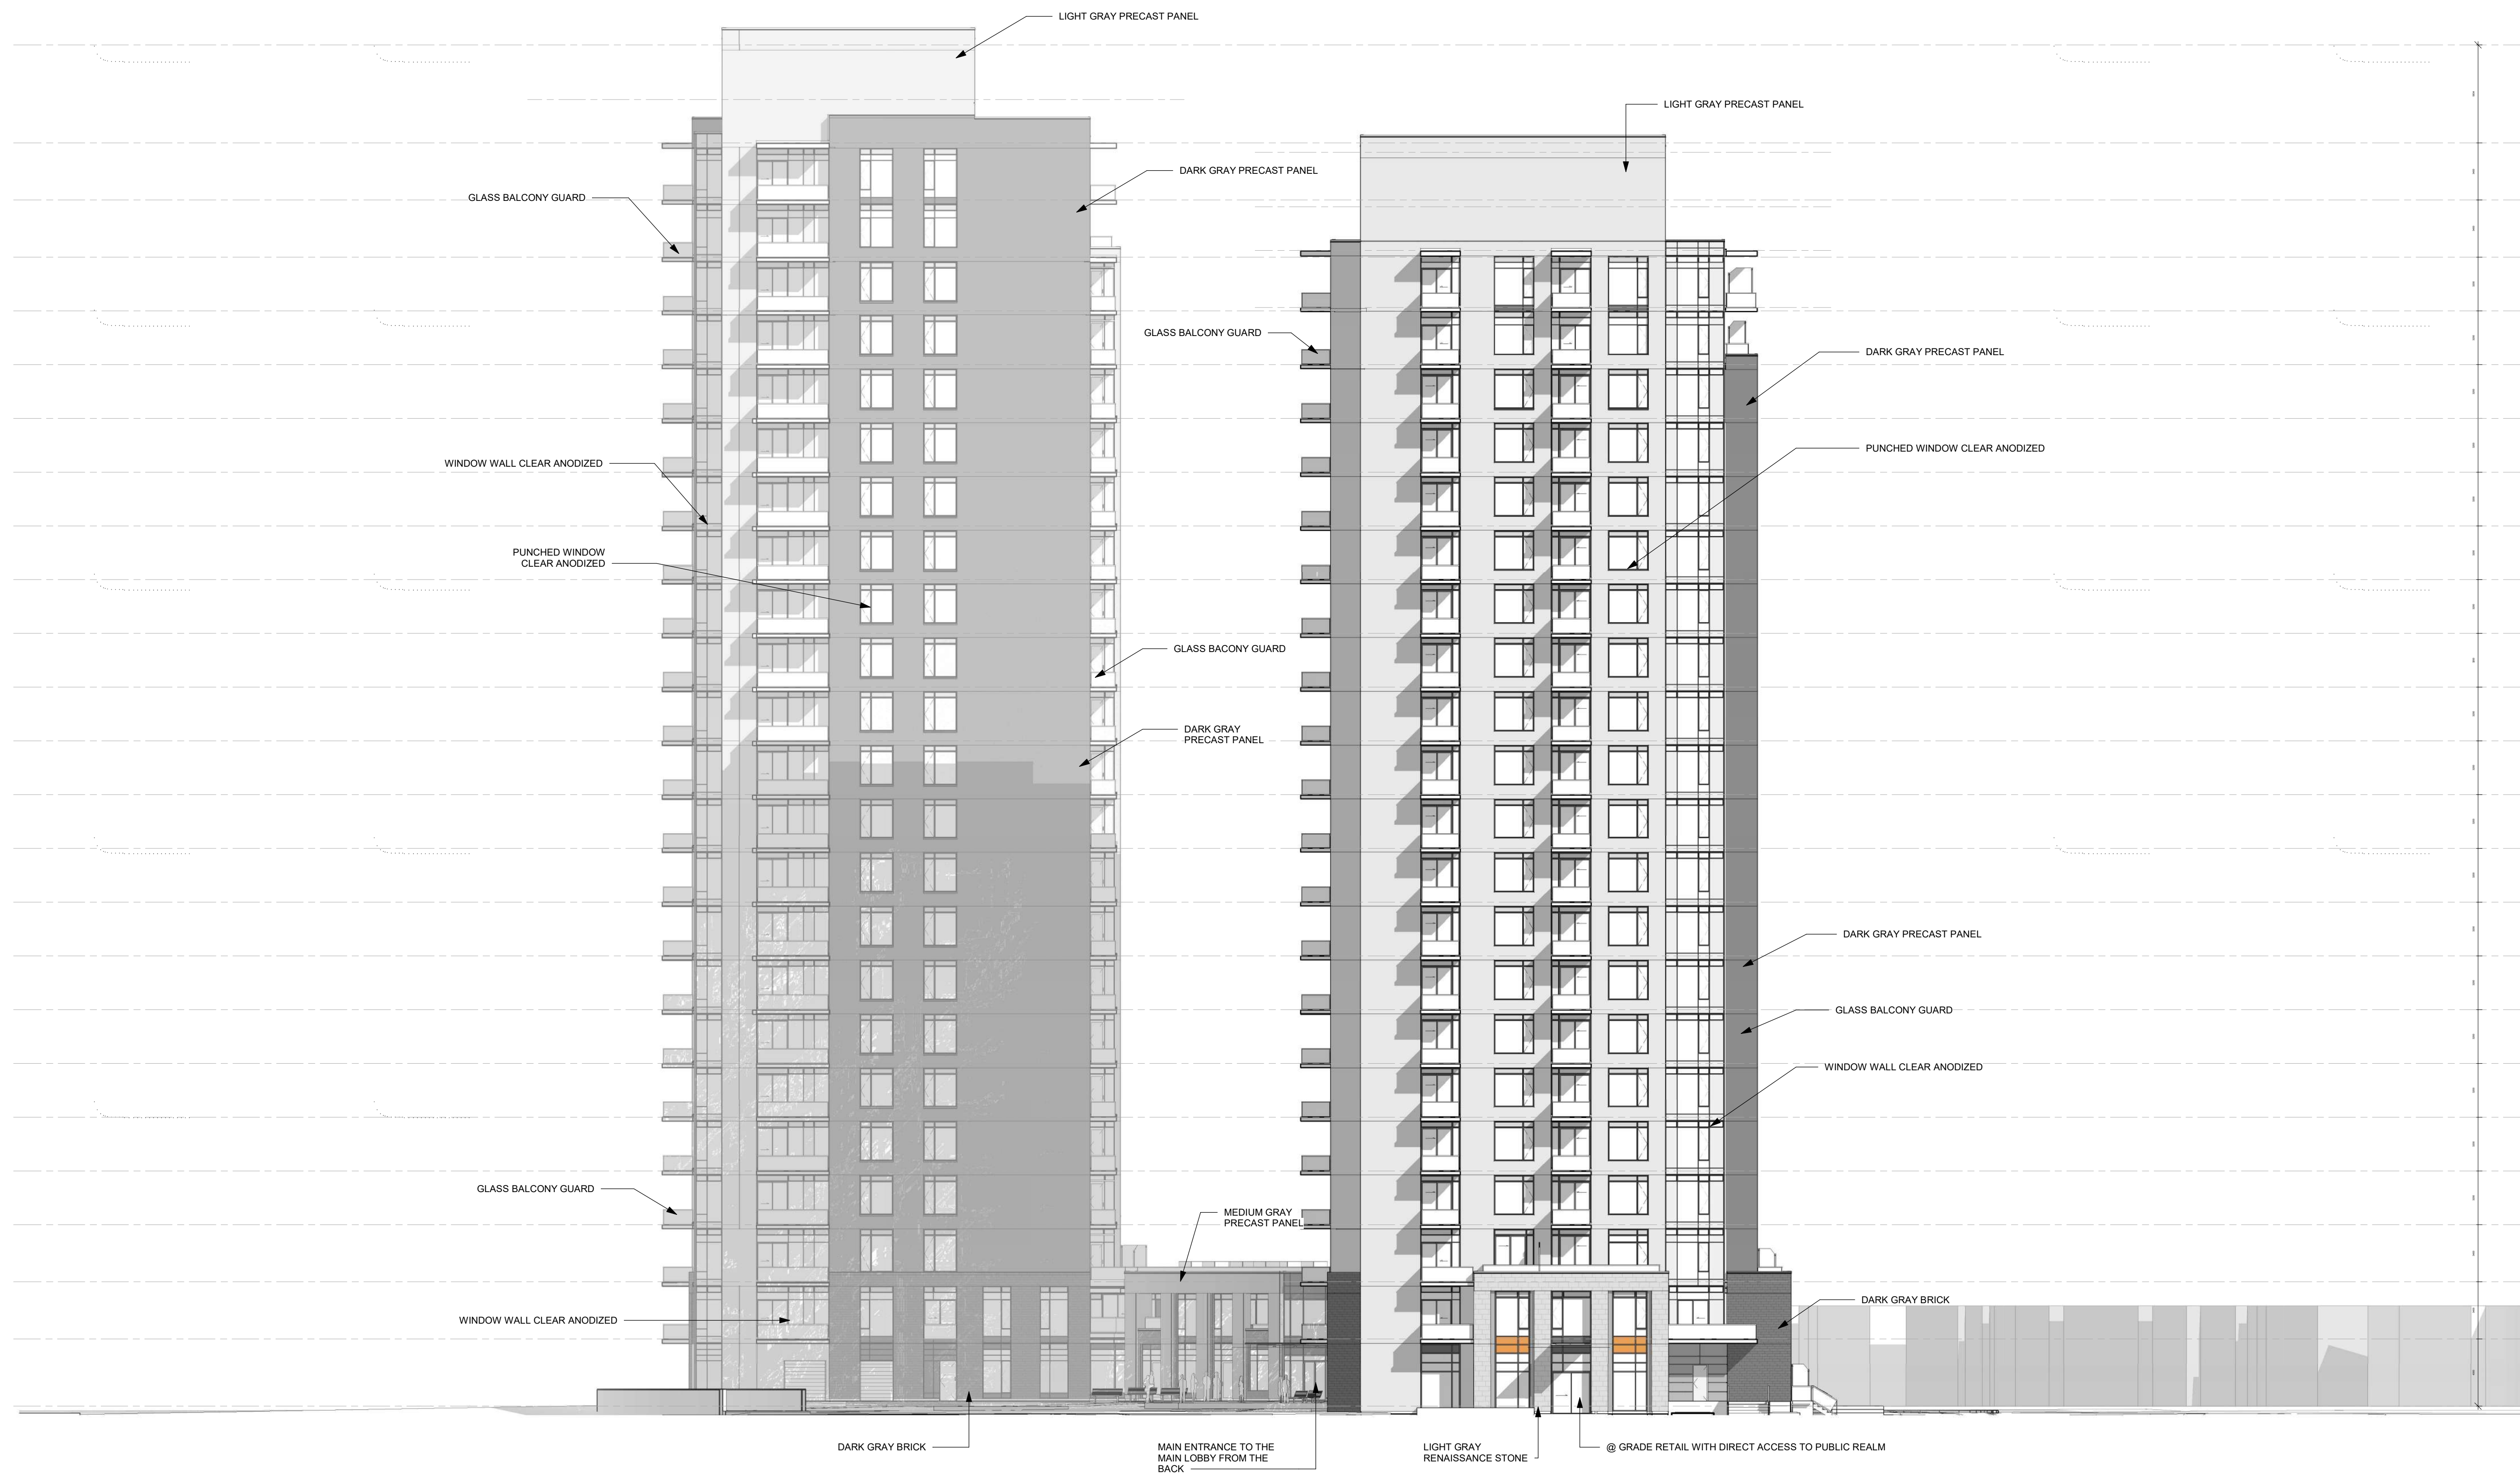 LIGHT GRAY PRECAST PANEL
LIGHT GRAY PRECAST PANEL
DARK GRAY PRECAST PANEL
GLASS BALCONY GUARD
GLASS BALCONY GUARD
DARK GRAY PRECAST PANEL
PUNCHED WINDOW CLEAR ANODIZED
WINDOW WALL CLEAR ANODIZED
PUNCHED WINDOW
CLEAR ANODIZED
GLASS BACONY GUARD
DARK GRAY
PRECAST PANEL
DARK GRAY PRECAST PANEL
GLASS BALCONY GUARD
WINDOW WALL CLEAR ANODIZED
GLASS BALCONY GUARD
MEDIUM GRAY
PRECAST PANEL
DARK GRAY BRICK
WINDOW WALL CLEAR ANODIZED
DARK GRAY BRICK
MAIN ENTRANCE TO THE
MAIN LOBBY FROM THE
BACK
LIGHT GRAY
RENAISSANCE STONE
@ GRADE RETAIL WITH DIRECT ACCESS TO PUBLIC REALM